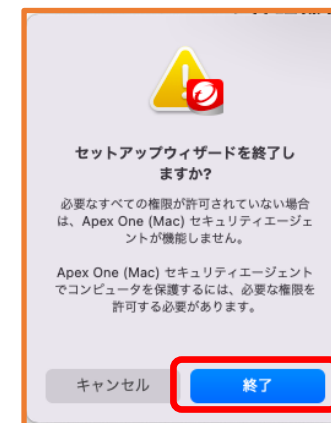 セットアップウィザードを終了し
ますか?
必要なすべての権限が許可されていない場合
は、Apex One (Mac) セキュリティエージェ
ントが機能しません。
Apex One (Mac) セキュリティエージェント
でコンピュータを保護するには、必要な権限を
許可する必要があります。
キャンセル
終了